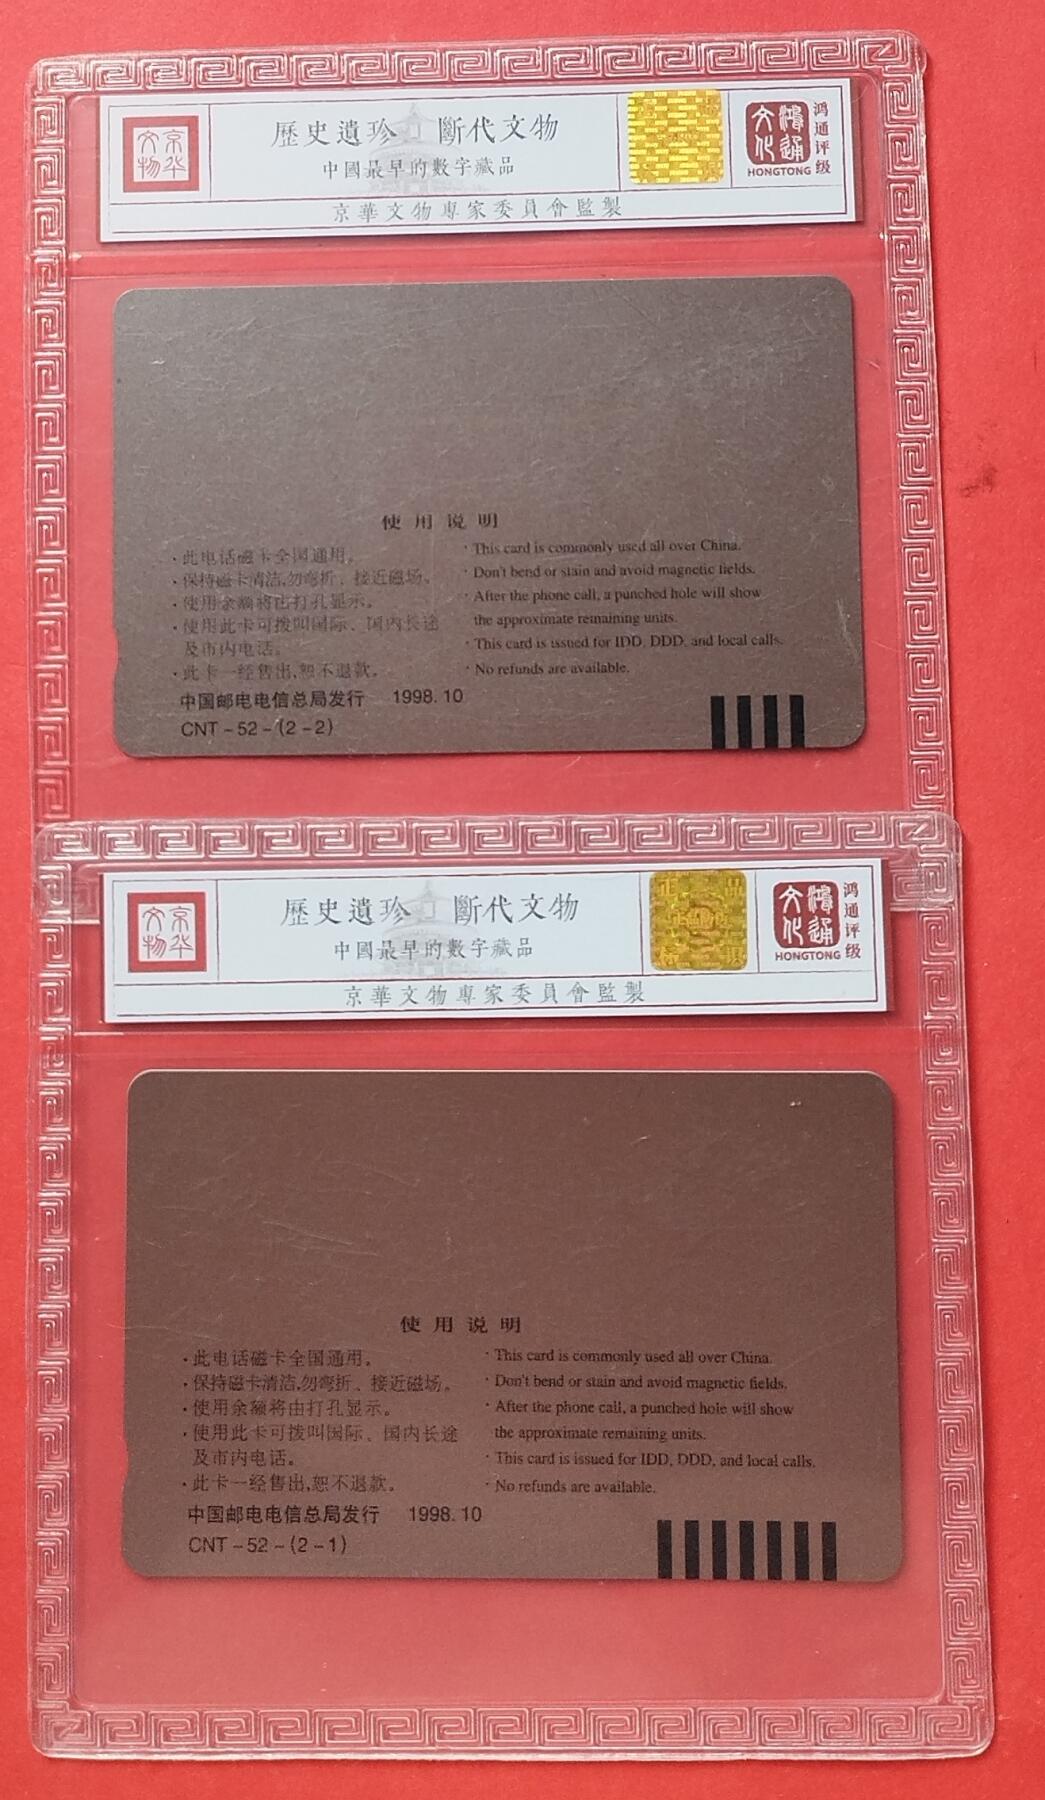 京华
文物
歷史遺珍 斷代文物
中國最早的數字藏品
京華文物專家委員會監製
鴻通
文化
HONGTONG
鸿通评级
使用说明
·此电话磁卡全国通用。
·保持磁卡清洁,勿弯折、接近磁场。
·使用余额将由打孔显示。
·使用此卡可拨叫国际、国内长途
及市内电话。
·此卡一经售出,恕不退款。
·This card is commonly used all over China.
·Don't bend or stain and avoid magnetic fields.
·After the phone call, a punched hole will show
the approximate remaining units.
·This card is issued for IDD, DDD, and local calls.
·No refunds are available.
中国邮电电信总局发行 1998.10
CNT-52-(2-2)
京华
文物
歷史遺珍 斷代文物
中國最早的數字藏品
京華文物專家委員會監製
鴻通
文化
HONGTONG
鸿通评级
使用说明
·此电话磁卡全国通用。
·保持磁卡清洁,勿弯折、接近磁场。
·使用余额将由打孔显示。
·使用此卡可拨叫国际、国内长途
及市内电话。
·此卡一经售出,恕不退款。
·This card is commonly used all over China.
·Don't bend or stain and avoid magnetic fields.
·After the phone call, a punched hole will show
the approximate remaining units.
·This card is issued for IDD, DDD, and local calls.
·No refunds are available.
中国邮电电信总局发行 1998.10
CNT-52-(2-1)